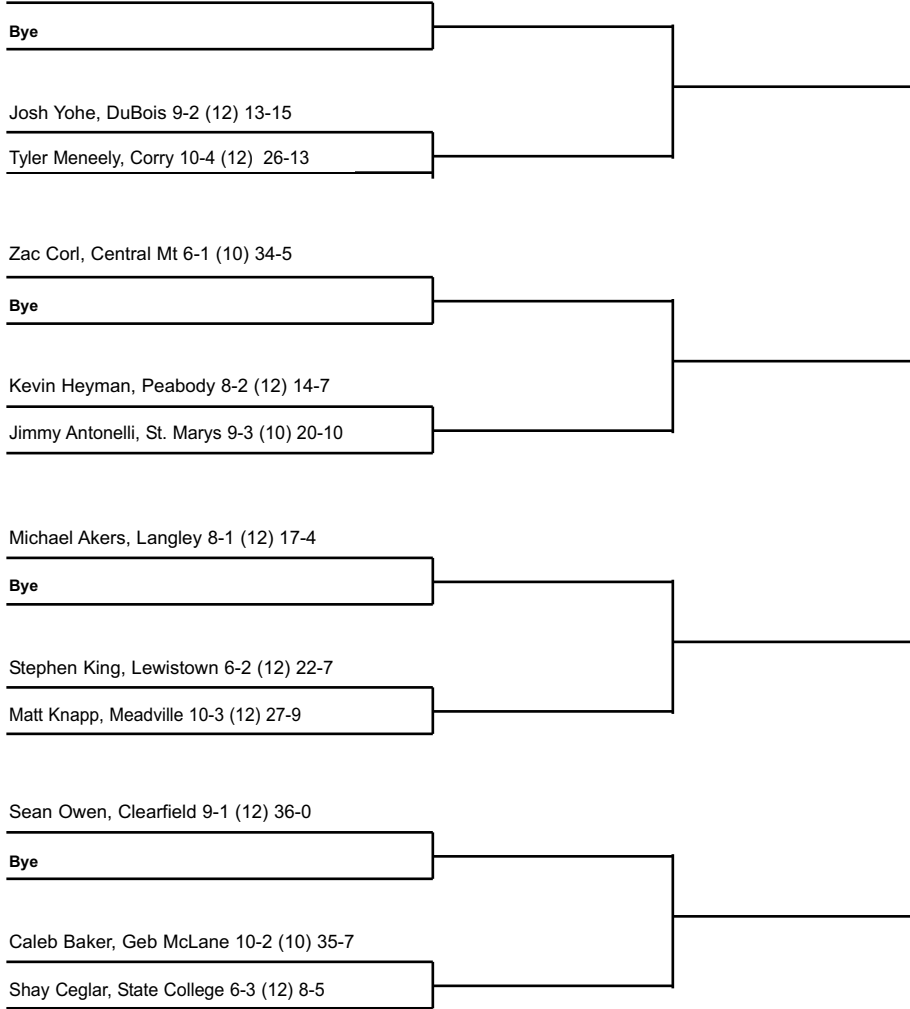 Bye
Josh Yohe, DuBois 9-2 (12) 13-15
Tyler Meneely, Corry 10-4 (12) 26-13
Zac Corl, Central Mt 6-1 (10) 34-5
Bye
Kevin Heyman, Peabody 8-2 (12) 14-7
Jimmy Antonelli, St. Marys 9-3 (10) 20-10
Michael Akers, Langley 8-1 (12) 17-4
Bye
Stephen King, Lewistown 6-2 (12) 22-7
Matt Knapp, Meadville 10-3 (12) 27-9
Sean Owen, Clearfield 9-1 (12) 36-0
Bye
Caleb Baker, Geb McLane 10-2 (10) 35-7
Shay Ceglar, State College 6-3 (12) 8-5